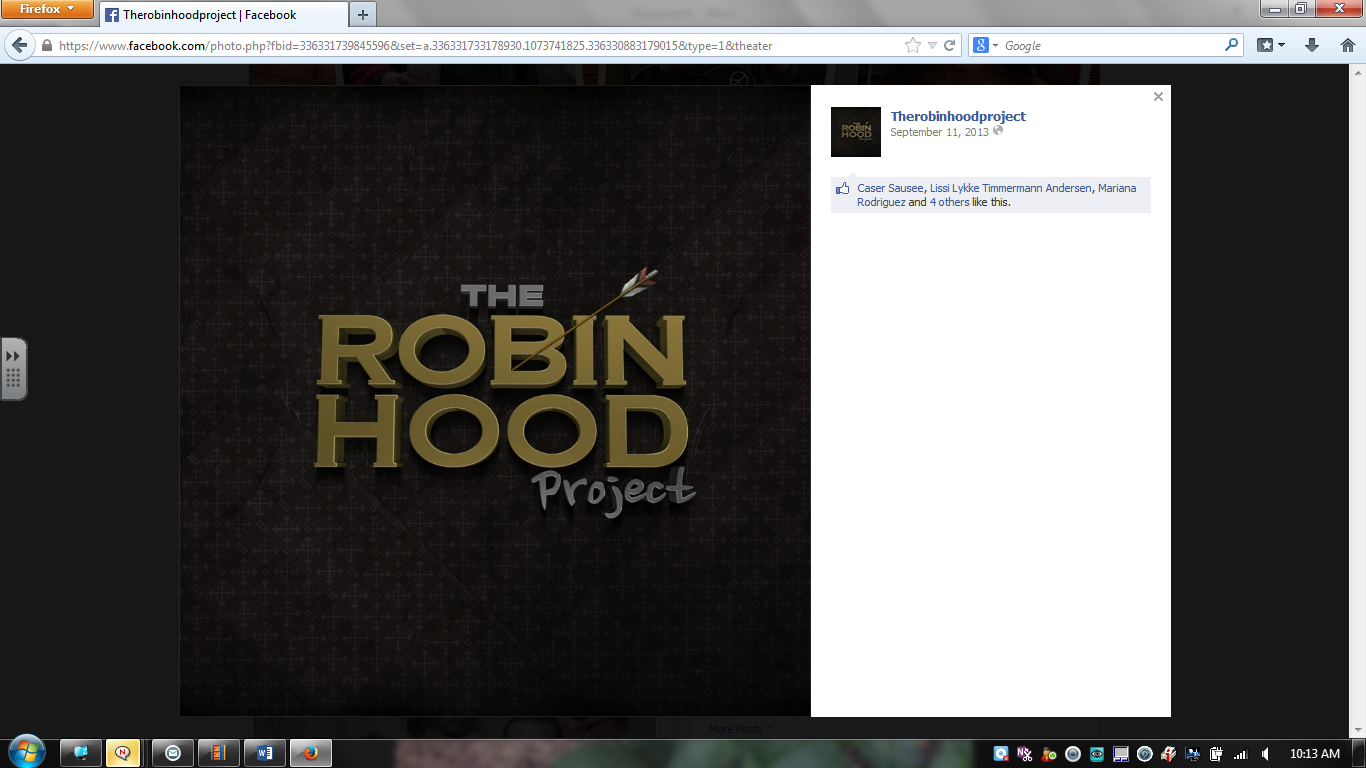 Firefox
Therobinhoodproject | Facebook
https://www.facebook.com/photo.php?fbid=336331739845596&set=a.336331733178930.1073741825.336330883179015&type=1&theater
Google
THE
ROBIN
HOOD
Project
Therobinhoodproject
September 11, 2013
Caser Sausee, Lissi Lykke Timmermann Andersen, Mariana
Rodriguez and 4 others like this.
More Posts
10:13 AM